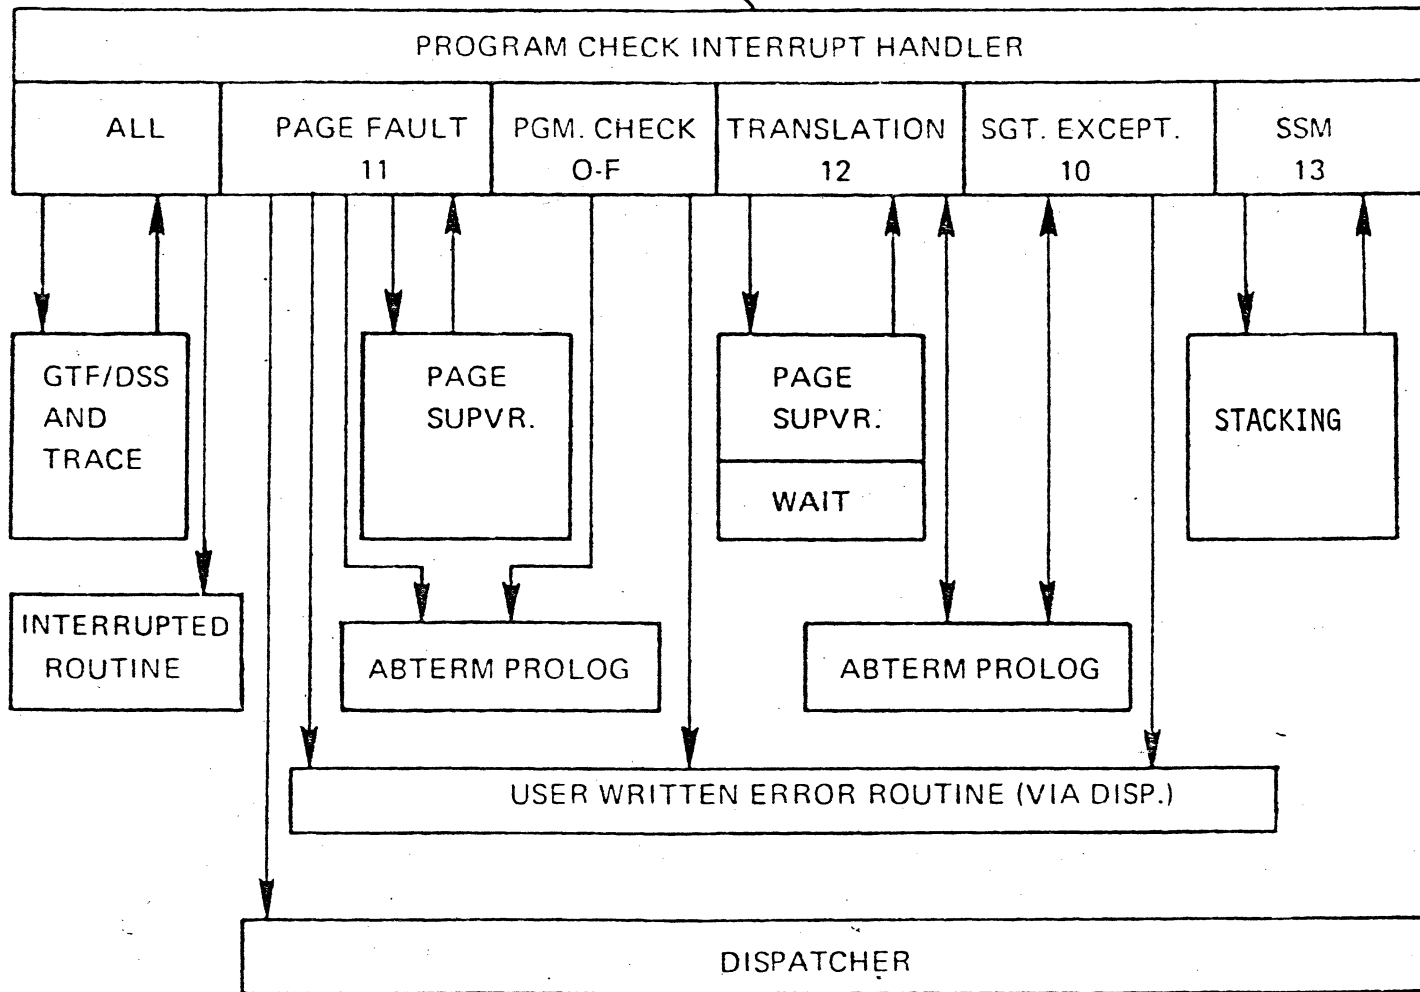 PROGRAM CHECK INTERRUPT HANDLER
ALL
PAGE FAULT
11
PGM. CHECK
O-F
TRANSLATION
12
SGT. EXCEPT.
10
SSM
13
GTF/DSS
AND
TRACE
PAGE
SUPVR.
PAGE
SUPVR.
WAIT
STACKING
INTERRUPTED
ROUTINE
ABTERM PROLOG
ABTERM PROLOG
USER WRITTEN ERROR ROUTINE (VIA DISP.)
DISPATCHER